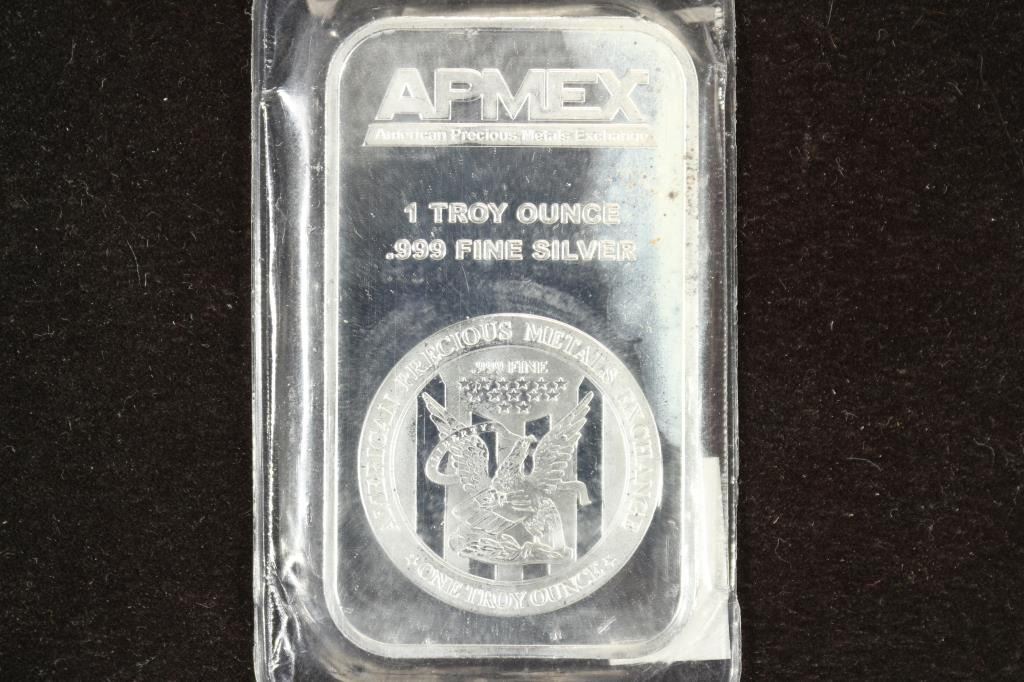 APMEX
American Precious Metals Exchange
1 TROY OUNCE
.999 FINE SILVER
AMERICAN PRECIOUS METALS EXCHANGE
.999 FINE
LIBERTY
ONE TROY OUNCE